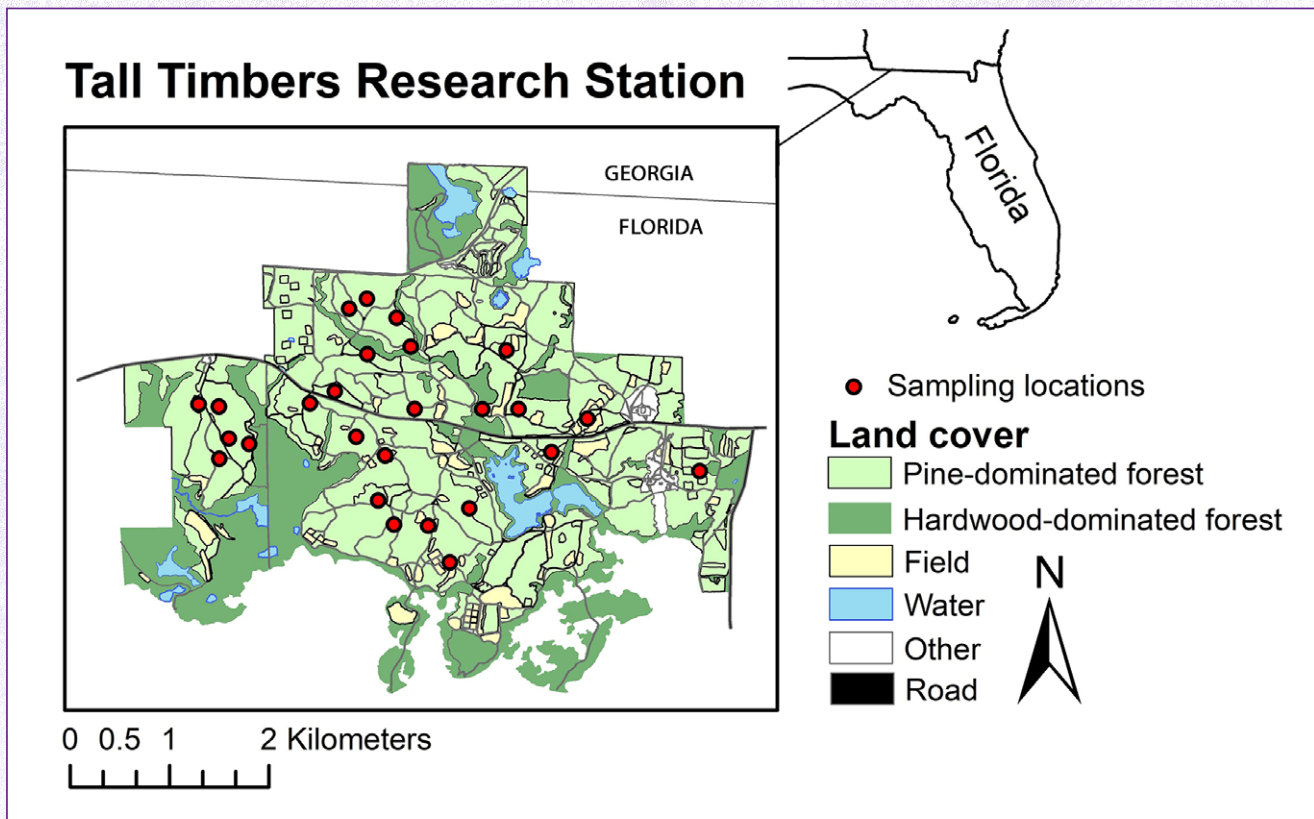 Tall Timbers Research Station
GEORGIA
FLORIDA
Florida
Sampling locations
Land cover
Pine-dominated forest
Hardwood-dominated forest
Field
Water
Other
Road
N
0 0.5 1 2 Kilometers